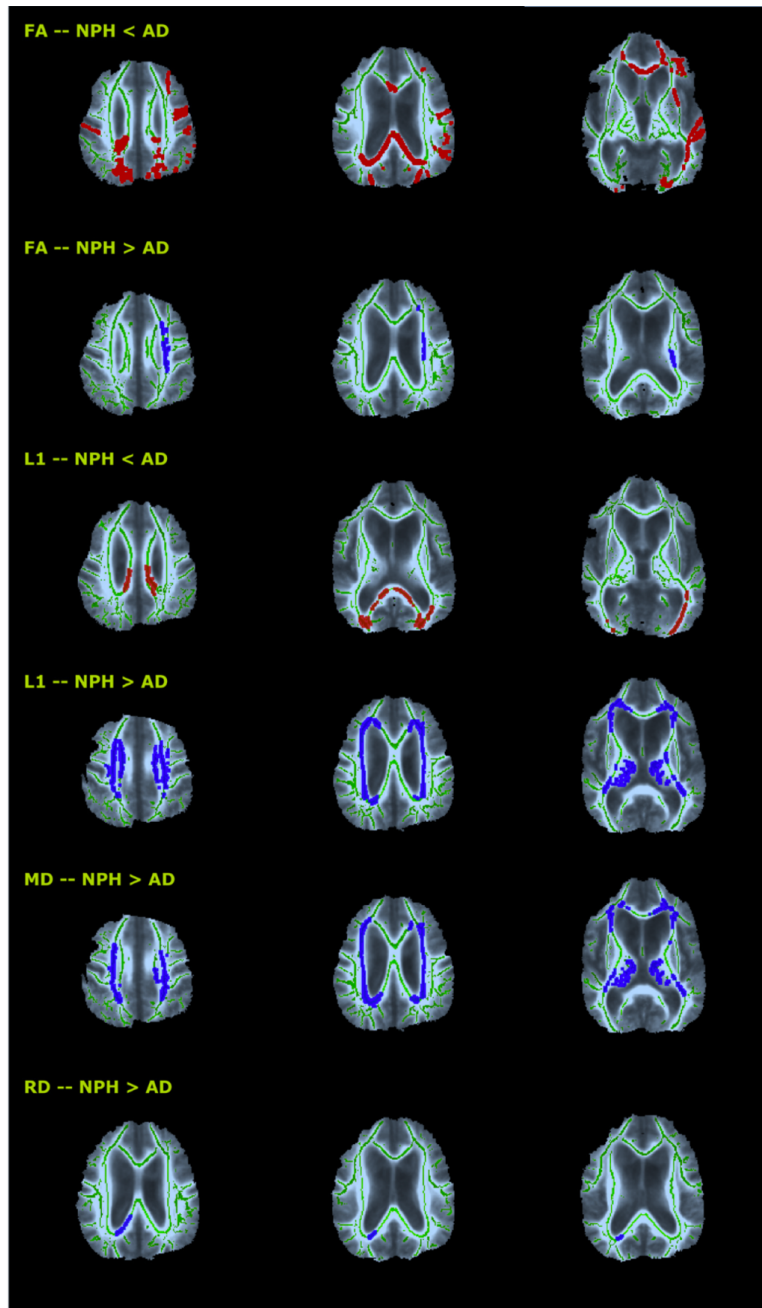 FA -- NPH < AD
FA -- NPH > AD
L1 -- NPH < AD
L1 -- NPH > AD
MD -- NPH > AD
RD -- NPH > AD